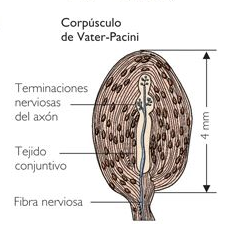 Corpúsculo
de Vater-Pacini
Terminaciones
nerviosas
del axón
4 mm
Tejido
conjuntivo
Fibra nerviosa